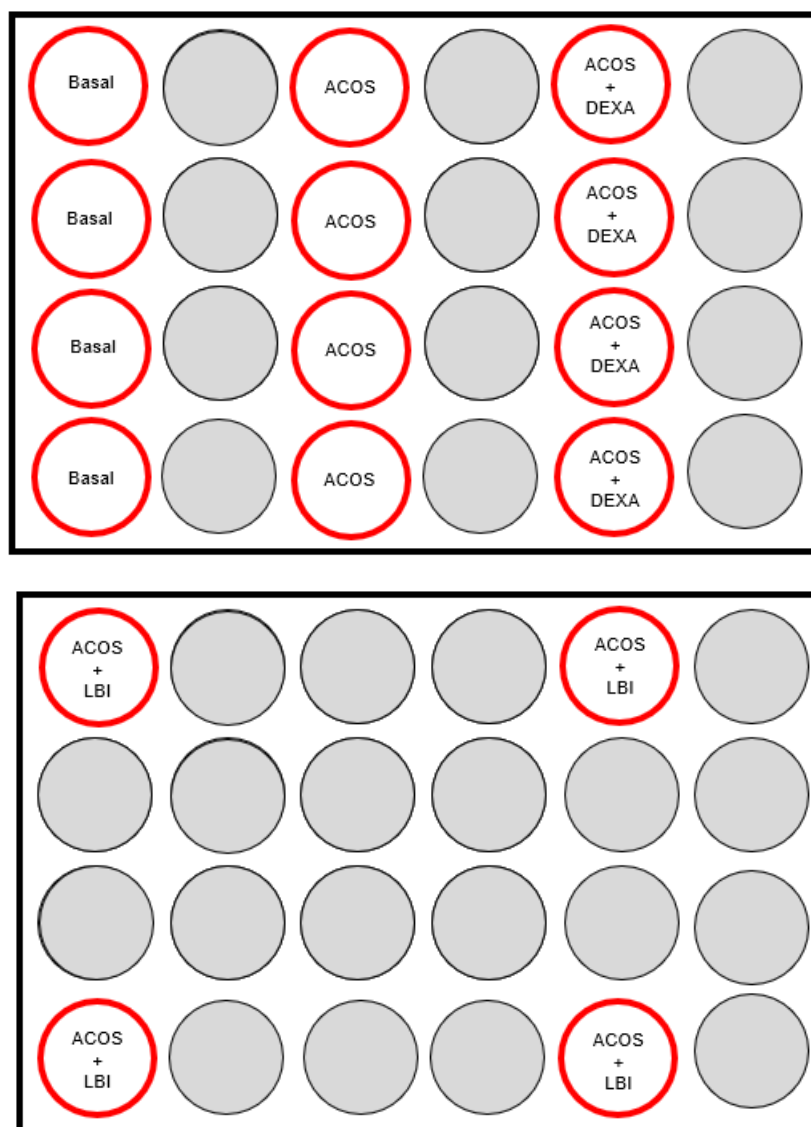 Basal
ACOS
ACOS
+
DEXA
Basal
ACOS
ACOS
+
DEXA
Basal
ACOS
ACOS
+
DEXA
Basal
ACOS
ACOS
+
DEXA
ACOS
+
LBI
ACOS
+
LBI
ACOS
+
LBI
ACOS
+
LBI